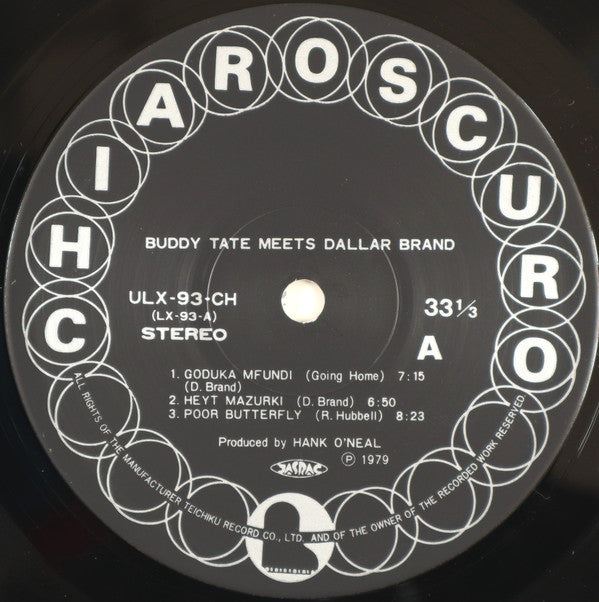 CHIAROSCURO
BUDDY TATE MEETS DALLAR BRAND
ULX-93-CH
(LX-93-A)
STEREO
33⅓
A
1. GODUKA MFUNDI (Going Home) 7:15
(D. Brand)
2. HEYT MAZURKI (D. Brand) 6:50
3. POOR BUTTERFLY (R. Hubbell) 8:23
Produced by HANK O'NEAL
JASRAC
Ⓟ 1979
ALL RIGHTS OF THE MANUFACTURER TEICHIKU RECORD CO., LTD. AND OF THE OWNER OF THE RECORDED WORK RESERVED